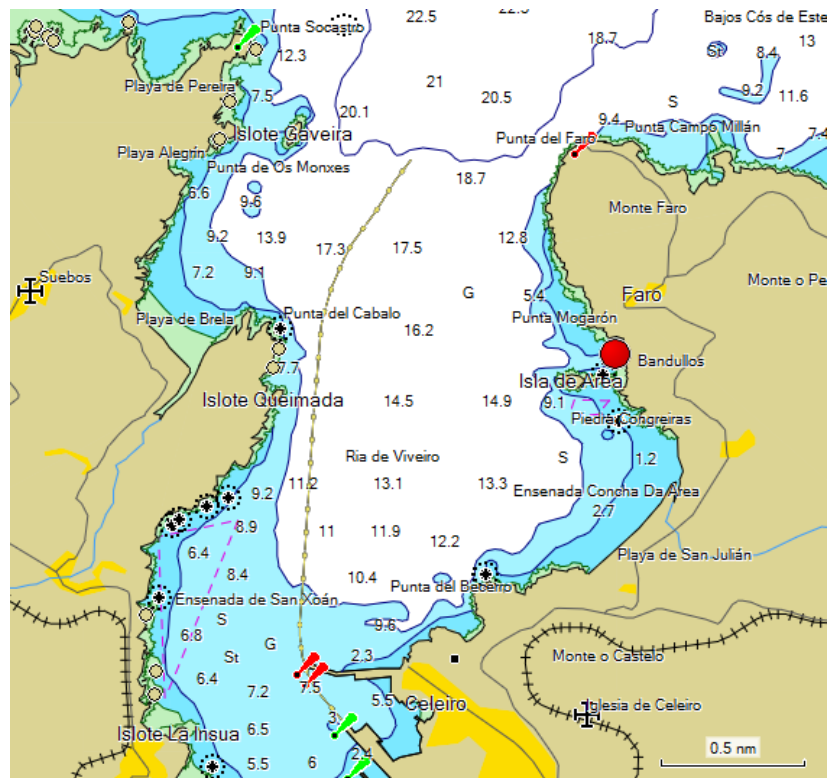 22.5
Bajos Cós de Este
Punta Socastro
18.7
13
12.3
St
8.4
21
Playa de Pereira
7.5
20.5
9.2
11.6
20.1
S
9.4
Punta Campo Millán
7.4
Islote Gaveira
Punta del Faro
Playa Alegrín
7
Punta de Os Monxes
18.7
6.6
9.6
Monte Faro
9.2
13.9
17.3
17.5
12.8
7.2
9.1
Suebos
Monte o Pe
G
5.4
Faro
Playa de Brela
Punta del Cabalo
Punta Mogarón
16.2
Bandullos
7.7
Isla de Area
Islote Queimada
14.5
14.9
9.1
Piedra Congreiras
Ria de Viveiro
S
1.2
11.2
13.1
13.3
9.2
Ensenada Concha Da Area
2.7
8.9
11
11.9
12.2
6.4
Playa de San Julián
8.4
10.4
Punta del Beberro
Ensenada de San Xoán
S
9.6
6.8
G
St
2.3
Monte o Castelo
6.4
7.2
7.5
5.5
Celeiro
Iglesia de Celeiro
3.
6.5
Islote La Insua
5.5
6
2.4
0.5 nm